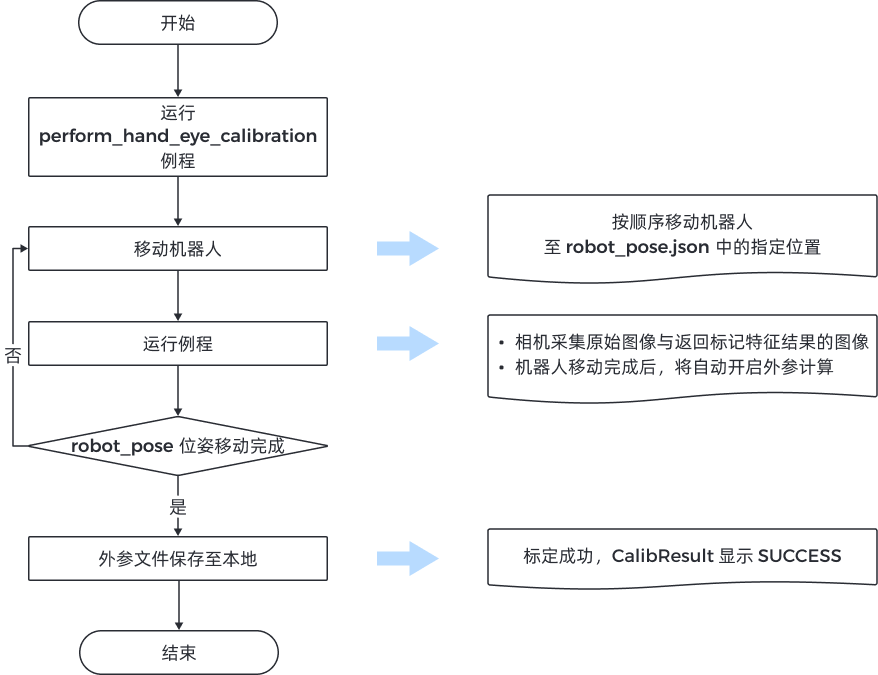 开始
运行
perform_hand_eye_calibration
例程
移动机器人
按顺序移动机器人
至 robot_pose.json 中的指定位置
运行例程
• 相机采集原始图像与返回标记特征结果的图像
• 机器人移动完成后，将自动开启外参计算
否
robot_pose 位姿移动完成
是
外参文件保存至本地
标定成功，CalibResult 显示 SUCCESS
结束